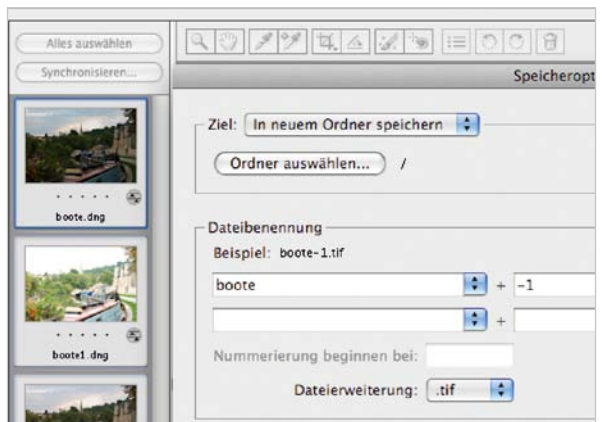 Alles auswählen
Synchronisieren...
boote.dng
boote1.dng
Speicheropt
Ziel: In neuem Ordner speichern
Ordner auswählen... /
Dateibenennung
Beispiel: boote-1.tif
boote + -1
+
Nummerierung beginnen bei:
Dateierweiterung: .tif